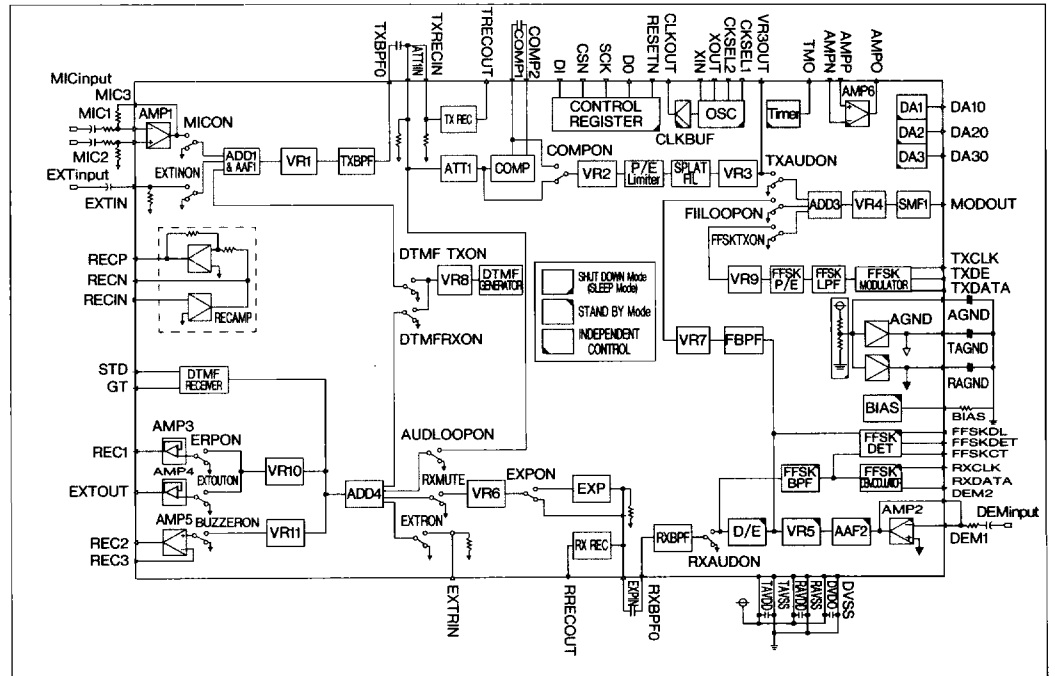 TXBPF0
ATT1IN
TXRECIN
TRECOUT
COMP1
COMP2
DI
CSN
SCK
D0
RESETN
CLKOUT
XIN
XOUT
CKSEL2
CKSEL1
VR3OUT
TMO
AMPN
AMPP
AMPO
MICinput
MIC3
MIC1
AMP1
MICON
MIC2
EXTinput
EXTINON
EXTIN
ADD1
& AAF1
VR1
TXBPF
TX REC
ATT1
COMP
COMPON
CONTROL
REGISTER
CLKBUF
OSC
Timer
AMP6
DA1
DA2
DA3
DA10
DA20
DA30
VR2
P/E
Limiter
SPLAT
FIL
VR3
TXAUDON
FIILOOPON
FFSKTXON
ADD3
VR4
SMF1
MODOUT
RECP
RECN
RECIN
RECAMP
DTMF TXON
VR8
DTMF
GENERATOR
DTMFRXON
SHUT DOWN Mode
(SLEEP Mode)
STAND BY Mode
INDEPENDENT
CONTROL
VR9
FFSK
P/E
FFSK
LPF
FFSK
MODULATOR
TXCLK
TXDE
TXDATA
AGND
AGND
TAGND
RAGND
VR7
FBPF
BIAS
BIAS
STD
GT
DTMF
RECEIVER
AMP3
ERPON
REC1
AMP4
EXTOUTON
EXTOUT
AMP5
BUZZERON
REC2
REC3
VR10
VR11
ADD4
AUDLOOPON
RXMUTE
EXTRON
VR6
EXPON
EXP
RX REC
RXBPF
RXAUDON
FFSK
BPF
FFSK
DET
FFSK
DEMODULATOR
FFSKDL
FFSKDET
FFSKCT
RXCLK
RXDATA
DEM2
D/E
VR5
AAF2
AMP2
DEMinput
DEM1
EXTRIN
RRECOUT
EXPIN
RXBPF0
TAVDD
TAVSS
RAVDD
RAVSS
DVDD
DVSS